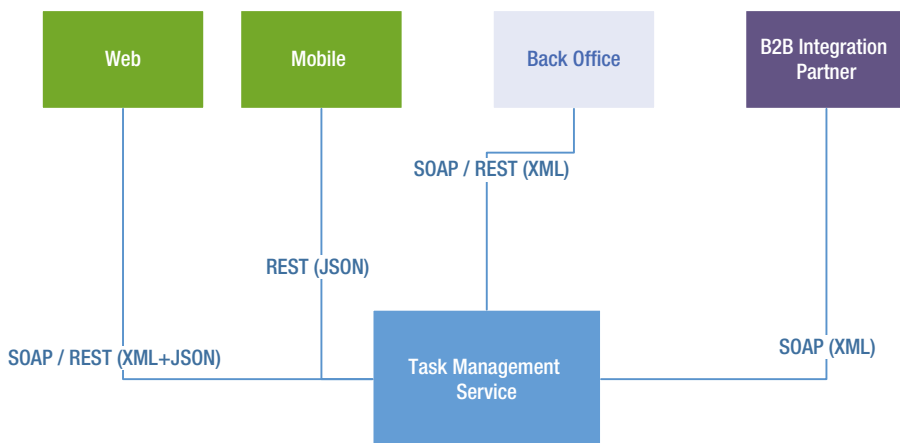 Web
Mobile
Back Office
B2B Integration
Partner
SOAP / REST (XML)
REST (JSON)
SOAP / REST (XML+JSON)
SOAP (XML)
Task Management
Service